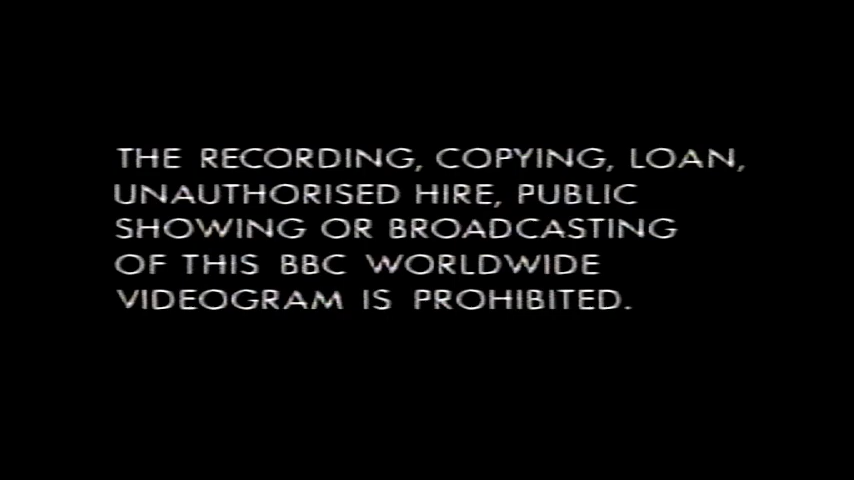 THE RECORDING, COPYING, LOAN,
UNAUTHORISED HIRE, PUBLIC
SHOWING OR BROADCASTING
OF THIS BBC WORLDWIDE
VIDEOGRAM IS PROHIBITED.